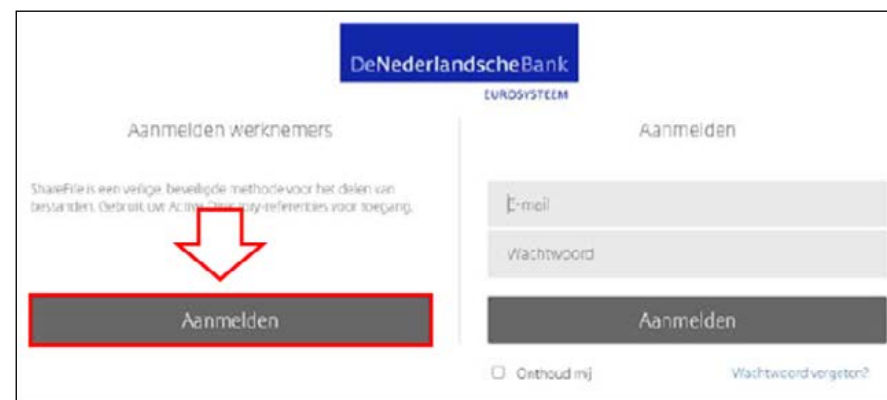 DeNederlandscheBank
EUROSYSTEEM
Aanmelden werknemers
ShareFile is een veilige, beveiligde methode voor het delen van
bestanden. Gebruik uw Active Directory-referenties voor toegang.
Aanmelden
Aanmelden
E-mail
Wachtwoord
Aanmelden
Onthoud mij
Wachtwoord vergeten?